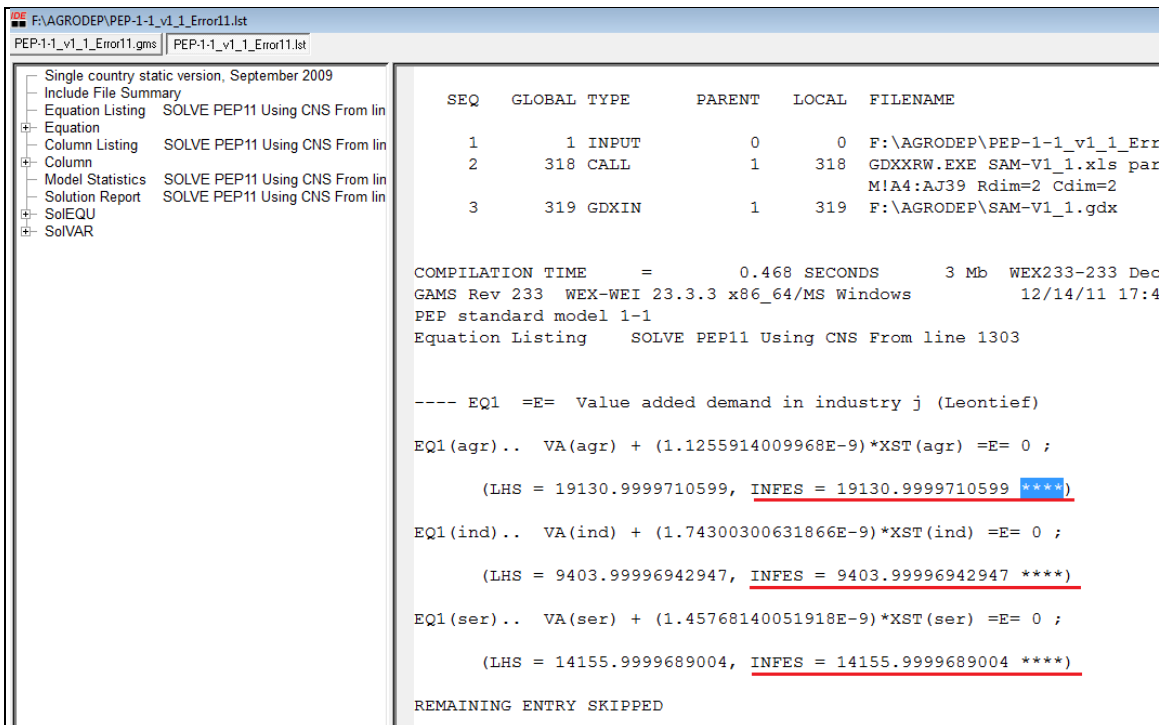 IDE F:\AGRODEP\PEP-1-1_v1_1_Error11.lst
PEP-1-1_v1_1_Error11.gms PEP-1-1_v1_1_Error11.lst
Single country static version, September 2009
Include File Summary
Equation Listing SOLVE PEP11 Using CNS From lin
Equation
Column Listing SOLVE PEP11 Using CNS From lin
Column
Model Statistics SOLVE PEP11 Using CNS From lin
Solution Report SOLVE PEP11 Using CNS From lin
SolEQU
SolVAR
SEQ GLOBAL TYPE PARENT LOCAL FILENAME
1 1 INPUT 0 0 F:\AGRODEP\PEP-1-1_v1_1_Err
2 318 CALL 1 318 GDXXRW.EXE SAM-V1_1.xls par
M!A4:AJ39 Rdim=2 Cdim=2
3 319 GDXIN 1 319 F:\AGRODEP\SAM-V1_1.gdx
COMPILATION TIME = 0.468 SECONDS 3 Mb WEX233-233 Dec
GAMS Rev 233 WEX-WEI 23.3.3 x86_64/MS Windows 12/14/11 17:4
PEP standard model 1-1
Equation Listing SOLVE PEP11 Using CNS From line 1303
---- EQ1 =E= Value added demand in industry j (Leontief)
EQ1(agr).. VA(agr) + (1.1255914009968E-9)*XST(agr) =E= 0 ;
(LHS = 19130.9999710599, INFES = 19130.9999710599 ****)
EQ1(ind).. VA(ind) + (1.74300300631866E-9)*XST(ind) =E= 0 ;
(LHS = 9403.99996942947, INFES = 9403.99996942947 ****)
EQ1(ser).. VA(ser) + (1.45768140051918E-9)*XST(ser) =E= 0 ;
(LHS = 14155.9999689004, INFES = 14155.9999689004 ****)
REMAINING ENTRY SKIPPED